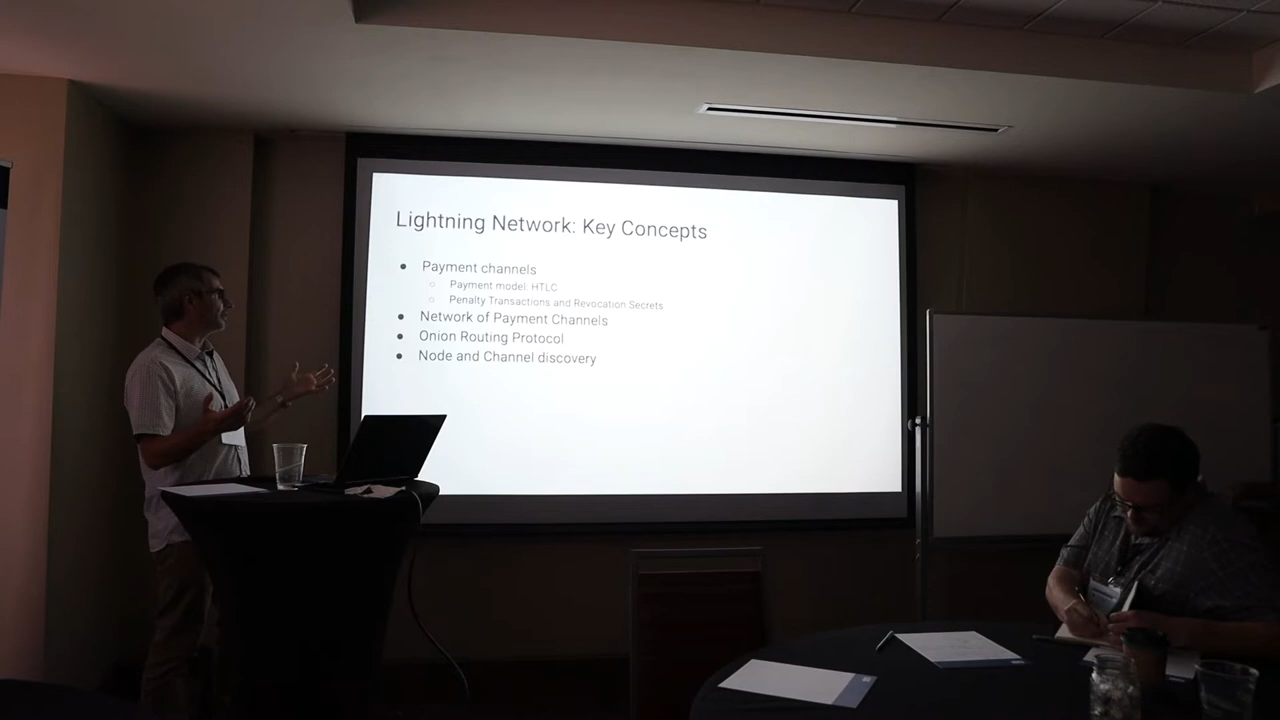 Lightning Network: Key Concepts
● Payment channels
○ Payment model: HTLC
○ Penalty Transactions and Revocation Secrets
● Network of Payment Channels
● Onion Routing Protocol
● Node and Channel discovery